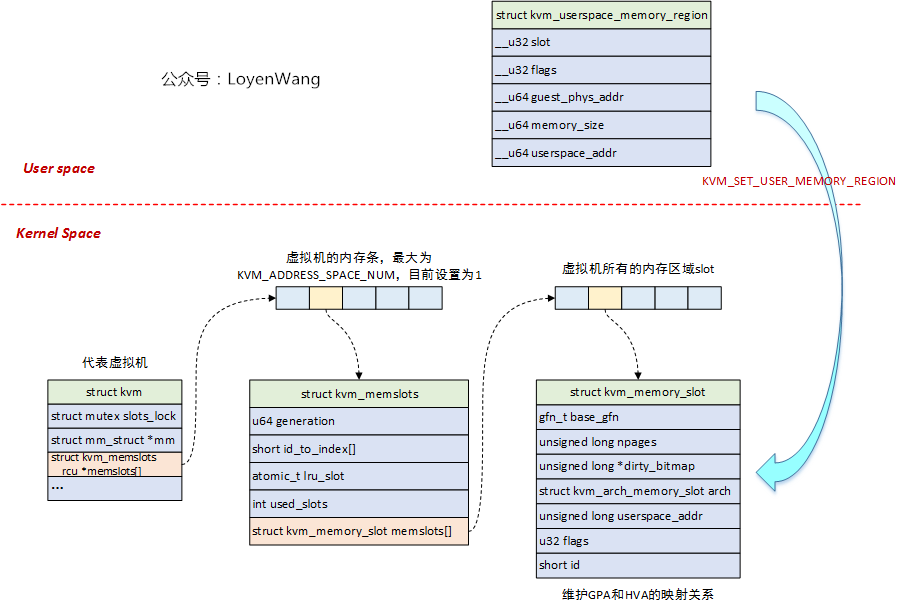 struct kvm_userspace_memory_region
__u32 slot
__u32 flags
__u64 guest_phys_addr
__u64 memory_size
__u64 userspace_addr
公众号：LoyenWang
User space
KVM_SET_USER_MEMORY_REGION
Kernel Space
虚拟机的内存条，最大为
KVM_ADDRESS_SPACE_NUM，目前设置为1
虚拟机所有的内存区域slot
代表虚拟机
struct kvm
struct mutex slots_lock
struct mm_struct *mm
struct kvm_memslots
rcu *memslots[]
...
struct kvm_memslots
u64 generation
short id_to_index[]
atomic_t lru_slot
int used_slots
struct kvm_memory_slot memslots[]
struct kvm_memory_slot
gfn_t base_gfn
unsigned long npages
unsigned long *dirty_bitmap
struct kvm_arch_memory_slot arch
unsigned long userspace_addr
u32 flags
short id
维护GPA和HVA的映射关系